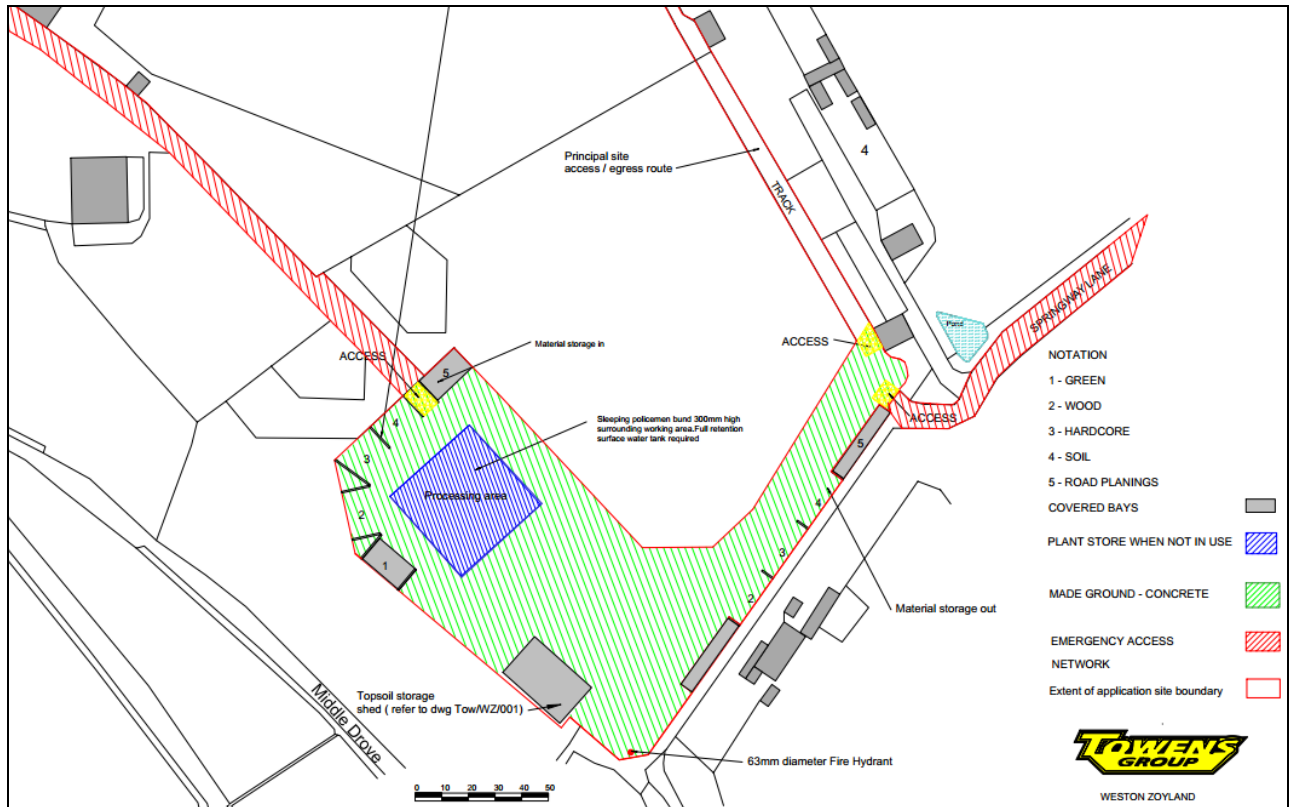 4
Principal site
access / egress route
TRACK
SPRINGWAY LANE
Pond
ACCESS
Material storage in
ACCESS
5
NOTATION
1 - GREEN
2 - WOOD
3 - HARDCORE
4 - SOIL
5 - ROAD PLANINGS
COVERED BAYS
PLANT STORE WHEN NOT IN USE
MADE GROUND - CONCRETE
EMERGENCY ACCESS
NETWORK
Extent of application site boundary
ACCESS
4
Sleeping policemen bund 300mm high
surrounding working area.Full retention
surface water tank required
5
3
Processing area
4
2
3
1
2
Material storage out
Topsoil storage
shed ( refer to dwg Tow/WZ/001)
Middle Drove
63mm diameter Fire Hydrant
0 10 20 30 40 50
TOWENS
GROUP
WESTON ZOYLAND